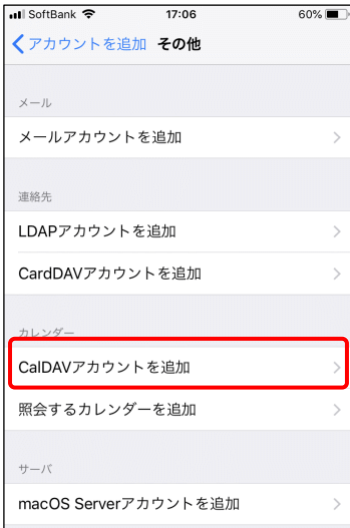 SoftBank 17:06 60%
アカウントを追加 その他
メール
メールアカウントを追加
連絡先
LDAPアカウントを追加
CardDAVアカウントを追加
カレンダー
CalDAVアカウントを追加
照会するカレンダーを追加
サーバ
macOS Serverアカウントを追加